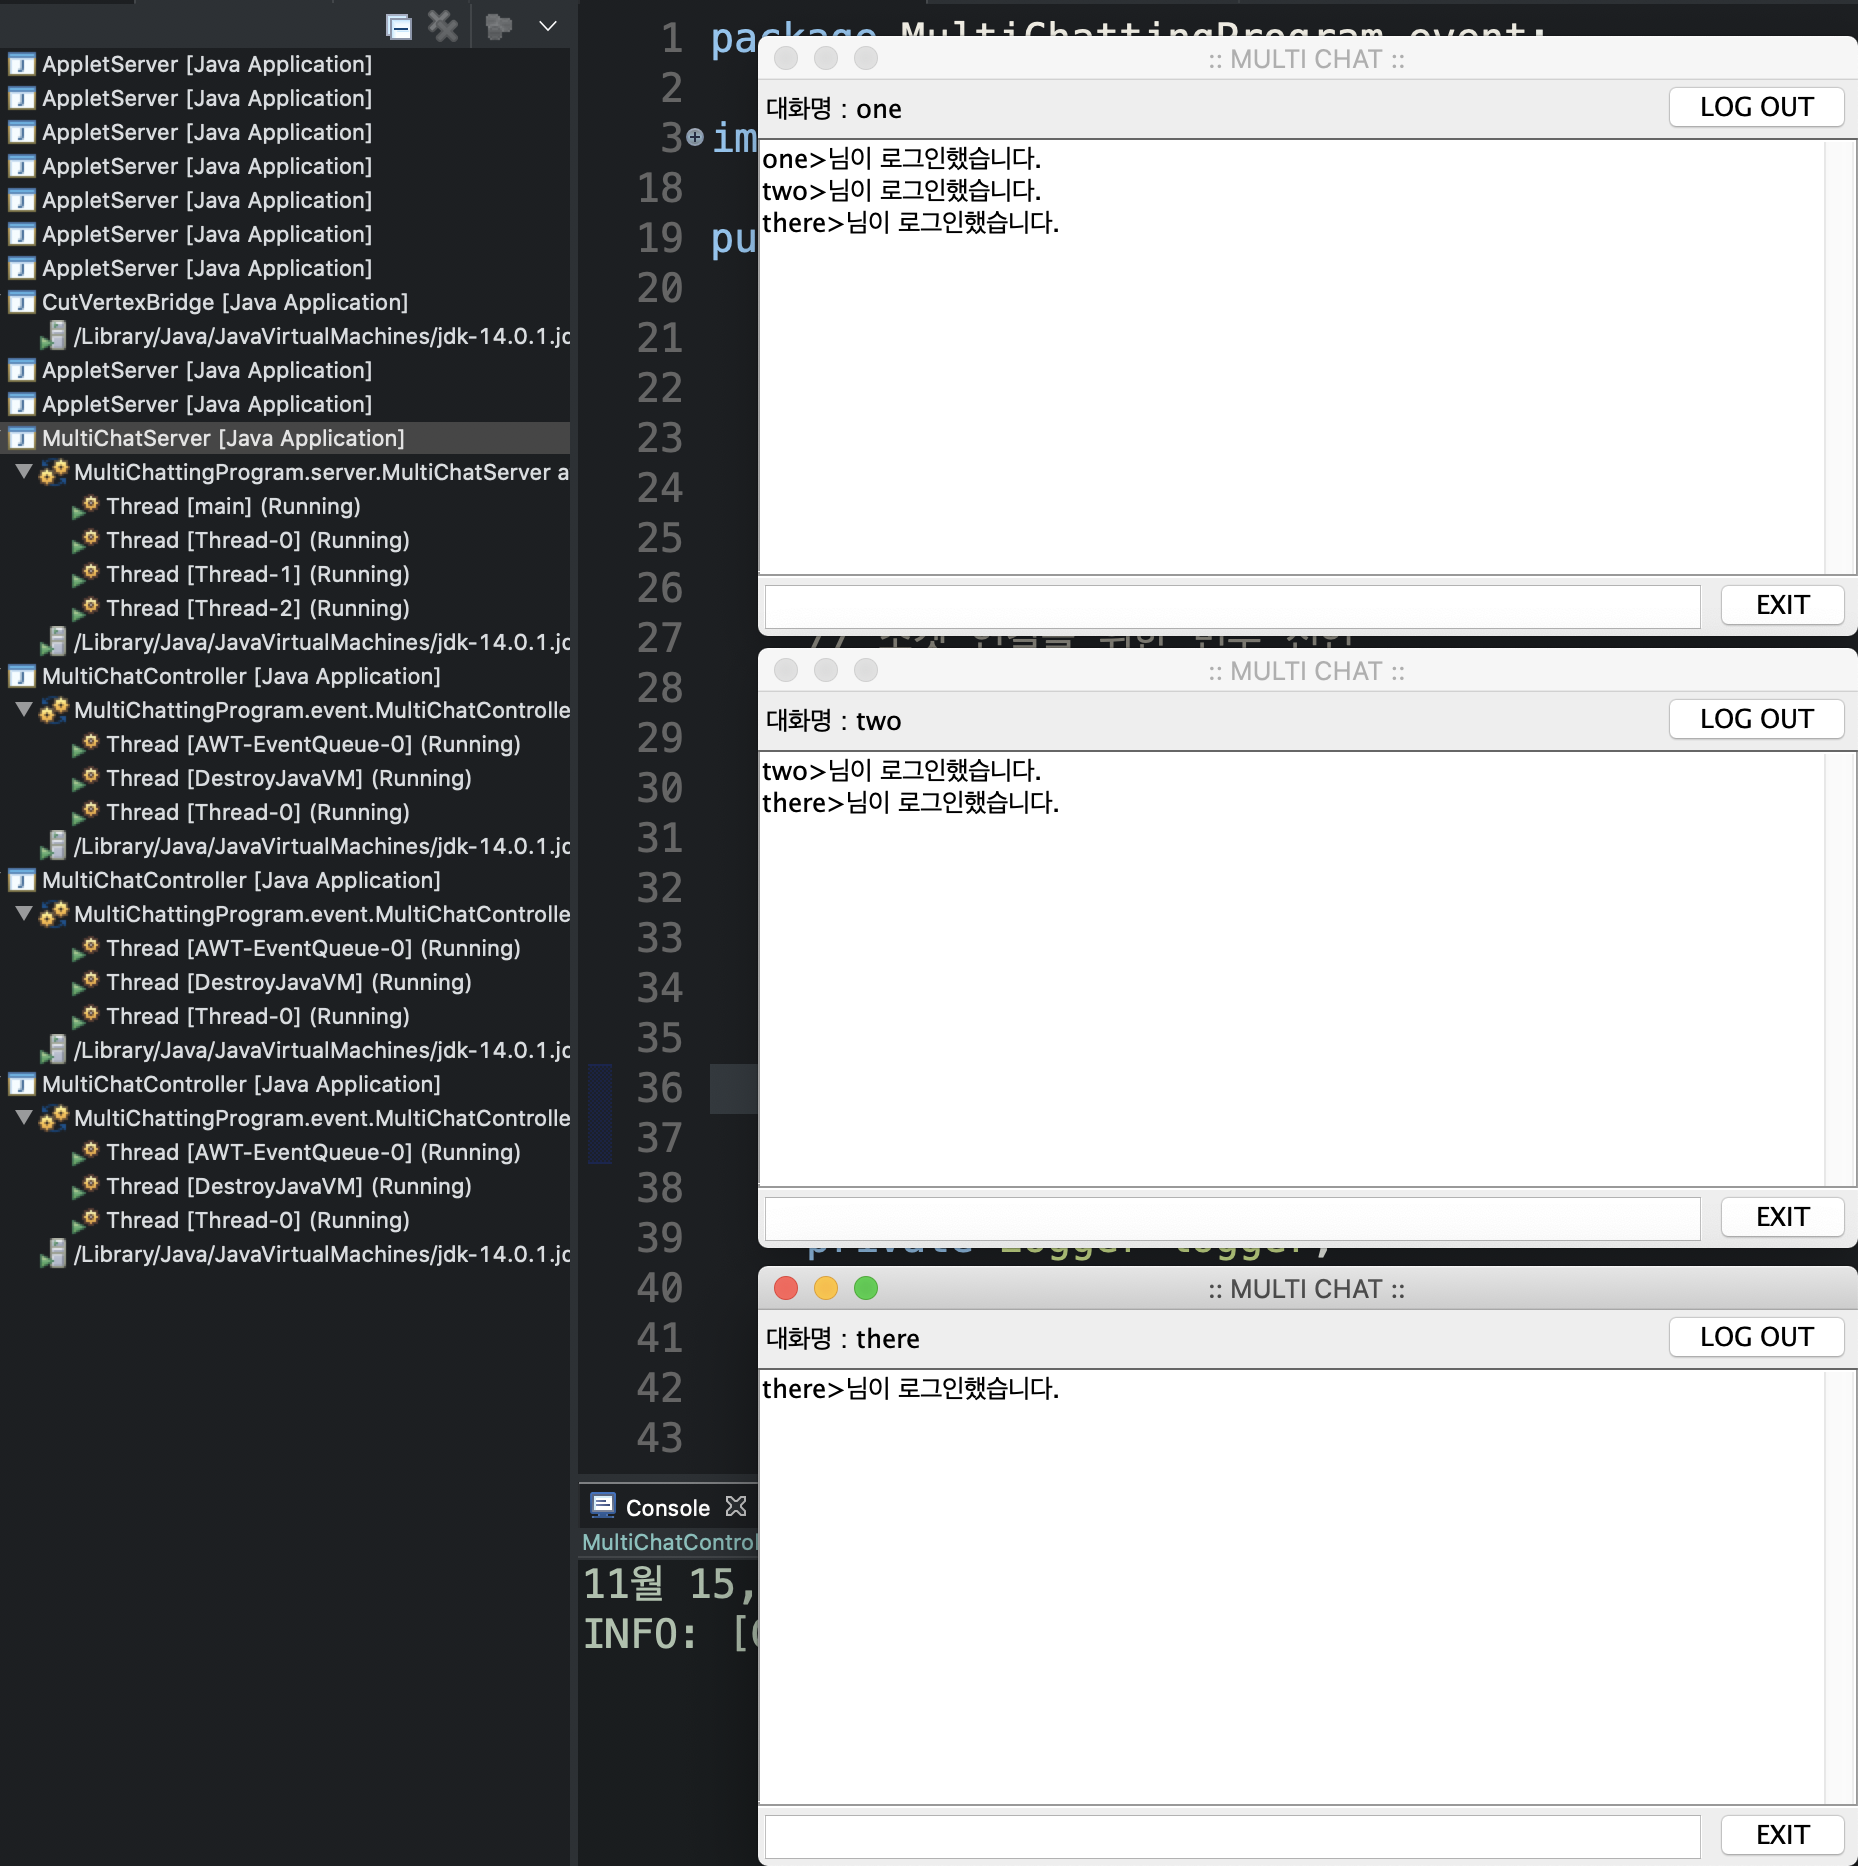 AppletServer [Java Application]
AppletServer [Java Application]
AppletServer [Java Application]
AppletServer [Java Application]
AppletServer [Java Application]
AppletServer [Java Application]
AppletServer [Java Application]
CutVertexBridge [Java Application]
/Library/Java/JavaVirtualMachines/jdk-14.0.1.jd
AppletServer [Java Application]
AppletServer [Java Application]
MultiChatServer [Java Application]
MultiChattingProgram.server.MultiChatServer a
Thread [main] (Running)
Thread [Thread-0] (Running)
Thread [Thread-1] (Running)
Thread [Thread-2] (Running)
/Library/Java/JavaVirtualMachines/jdk-14.0.1.jd
MultiChatController [Java Application]
MultiChattingProgram.event.MultiChatControlle
Thread [AWT-EventQueue-0] (Running)
Thread [DestroyJavaVM] (Running)
Thread [Thread-0] (Running)
/Library/Java/JavaVirtualMachines/jdk-14.0.1.jd
MultiChatController [Java Application]
MultiChattingProgram.event.MultiChatControlle
Thread [AWT-EventQueue-0] (Running)
Thread [DestroyJavaVM] (Running)
Thread [Thread-0] (Running)
/Library/Java/JavaVirtualMachines/jdk-14.0.1.jd
MultiChatController [Java Application]
MultiChattingProgram.event.MultiChatControlle
Thread [AWT-EventQueue-0] (Running)
Thread [DestroyJavaVM] (Running)
Thread [Thread-0] (Running)
/Library/Java/JavaVirtualMachines/jdk-14.0.1.jd
1 package MultiChattingProgram.event;
2
3 im
18
19 pu
20
21
22
23
24
25
26
27
28
29
30
31
32
33
34
35
36
37
38
39 private Logger logger;
40
41
42
43
:: MULTI CHAT ::
대화명 : one LOG OUT
one>님이 로그인했습니다.
two>님이 로그인했습니다.
there>님이 로그인했습니다.
EXIT
:: MULTI CHAT ::
대화명 : two LOG OUT
two>님이 로그인했습니다.
there>님이 로그인했습니다.
EXIT
:: MULTI CHAT ::
대화명 : there LOG OUT
there>님이 로그인했습니다.
EXIT
Console
MultiChatControl
11월 15,
INFO: [